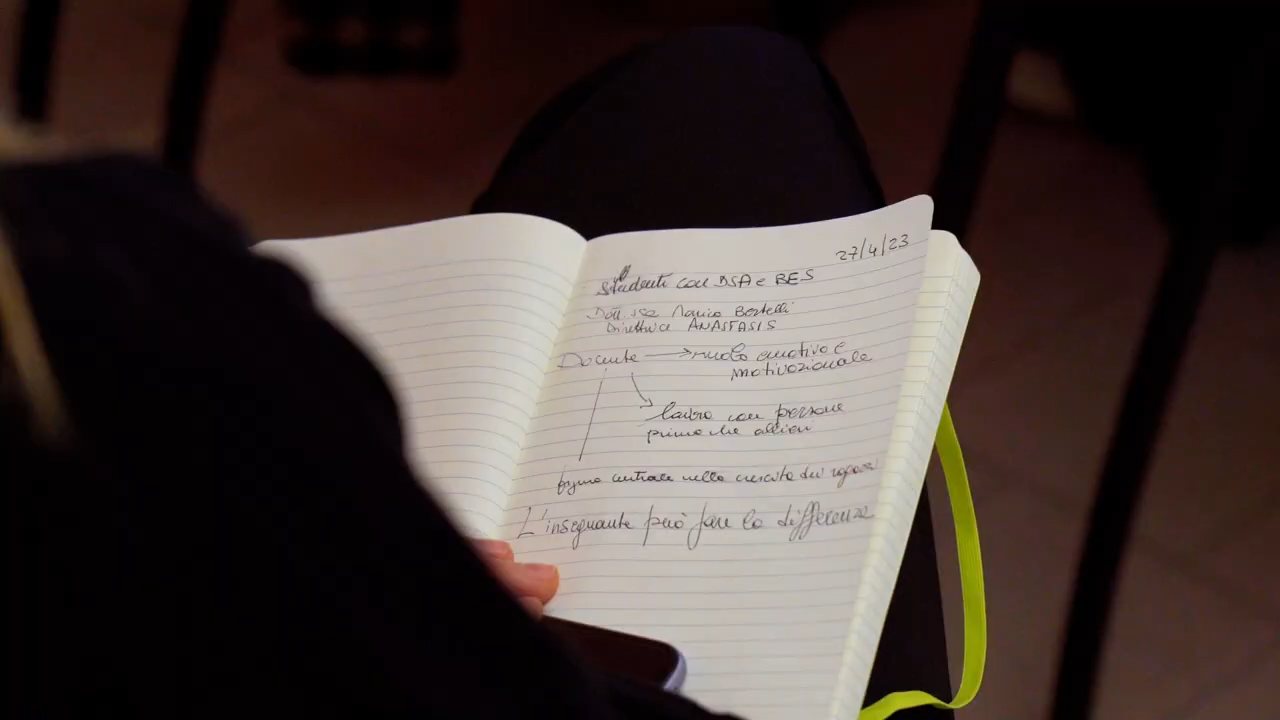 27/4/23
Studenti con DSA e BES
Dott.ssa Monica Bertelli
Direttrice ANASTASIS
Docente → ruolo emotivo e
motivazionale
lavoro con persone
prima che allievi
figura centrale nella crescita dei ragazzi
L'insegnante può fare la differenza